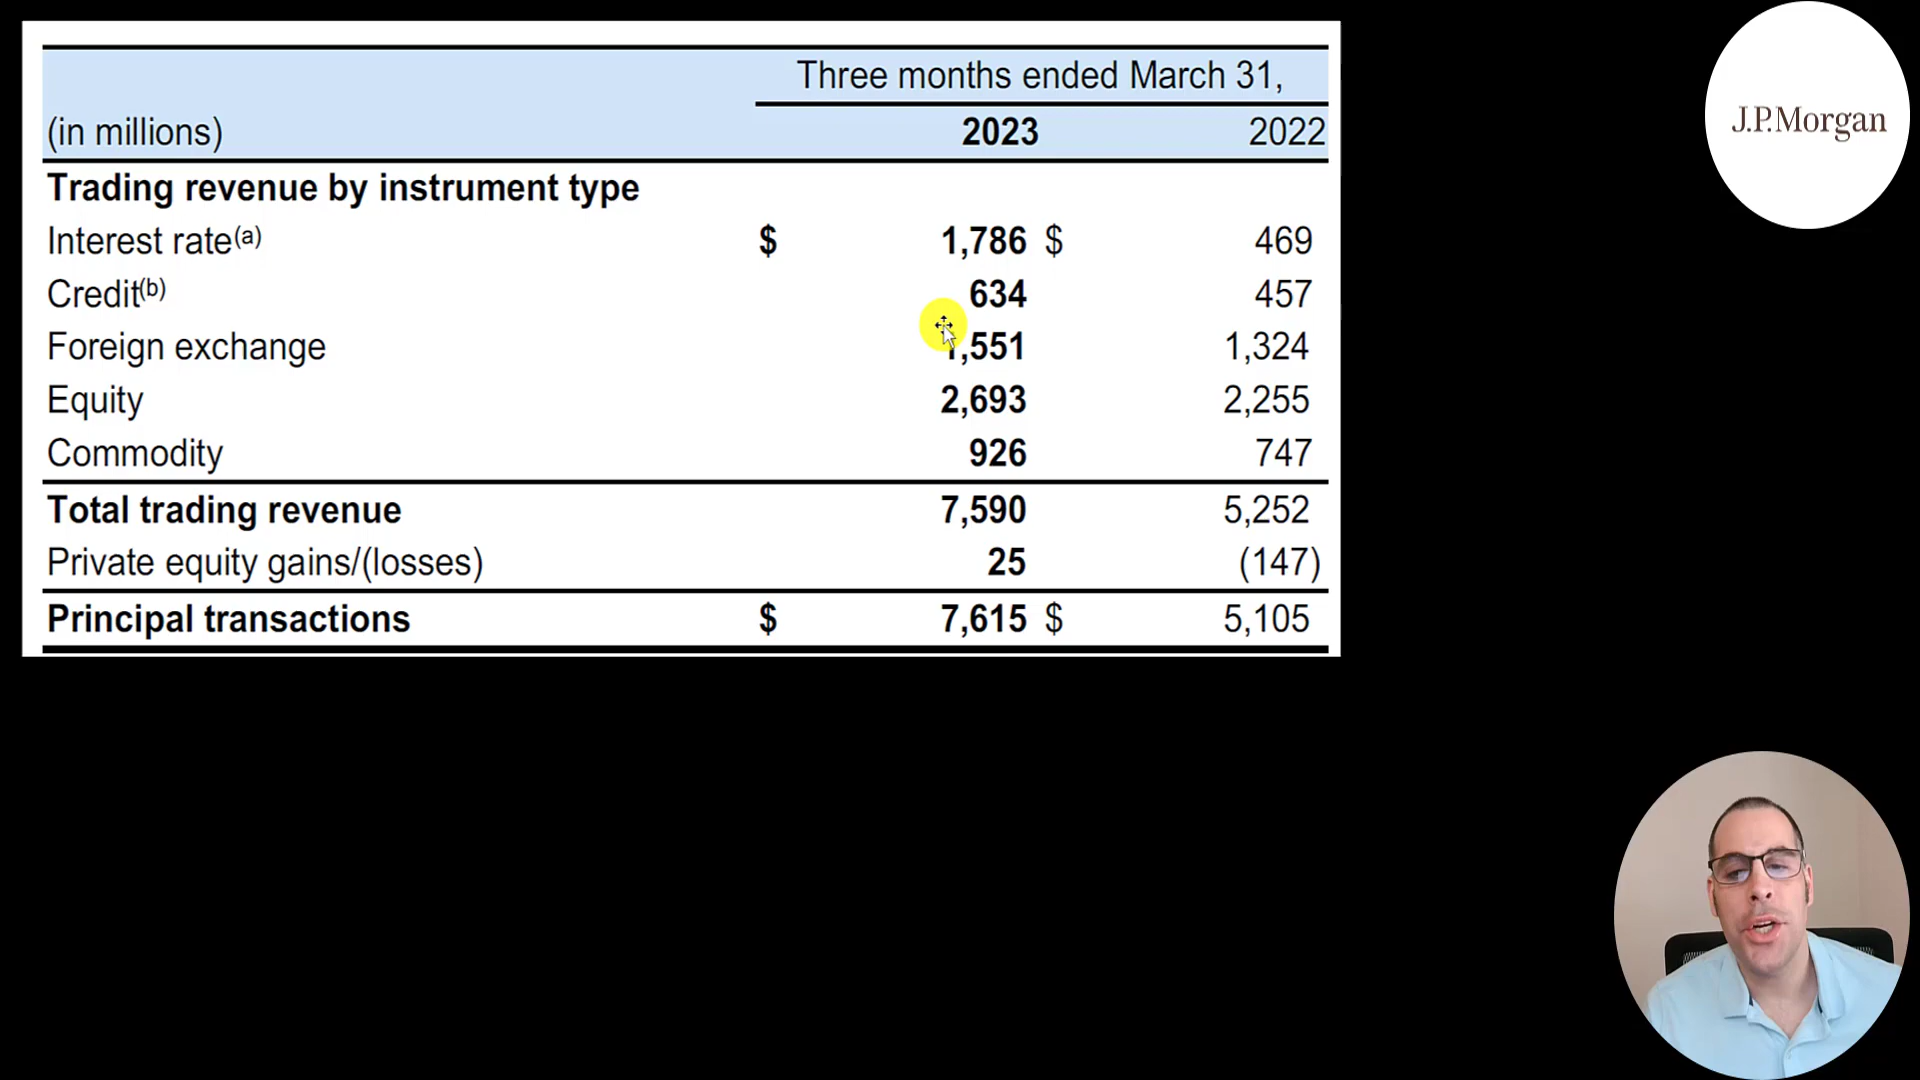 Three months ended March 31,
(in millions) 2023 2022
Trading revenue by instrument type
Interest rate(a) $ 1,786 $ 469
Credit(b) 634 457
Foreign exchange 1,551 1,324
Equity 2,693 2,255
Commodity 926 747
Total trading revenue 7,590 5,252
Private equity gains/(losses) 25 (147)
Principal transactions $ 7,615 $ 5,105
J.P.Morgan